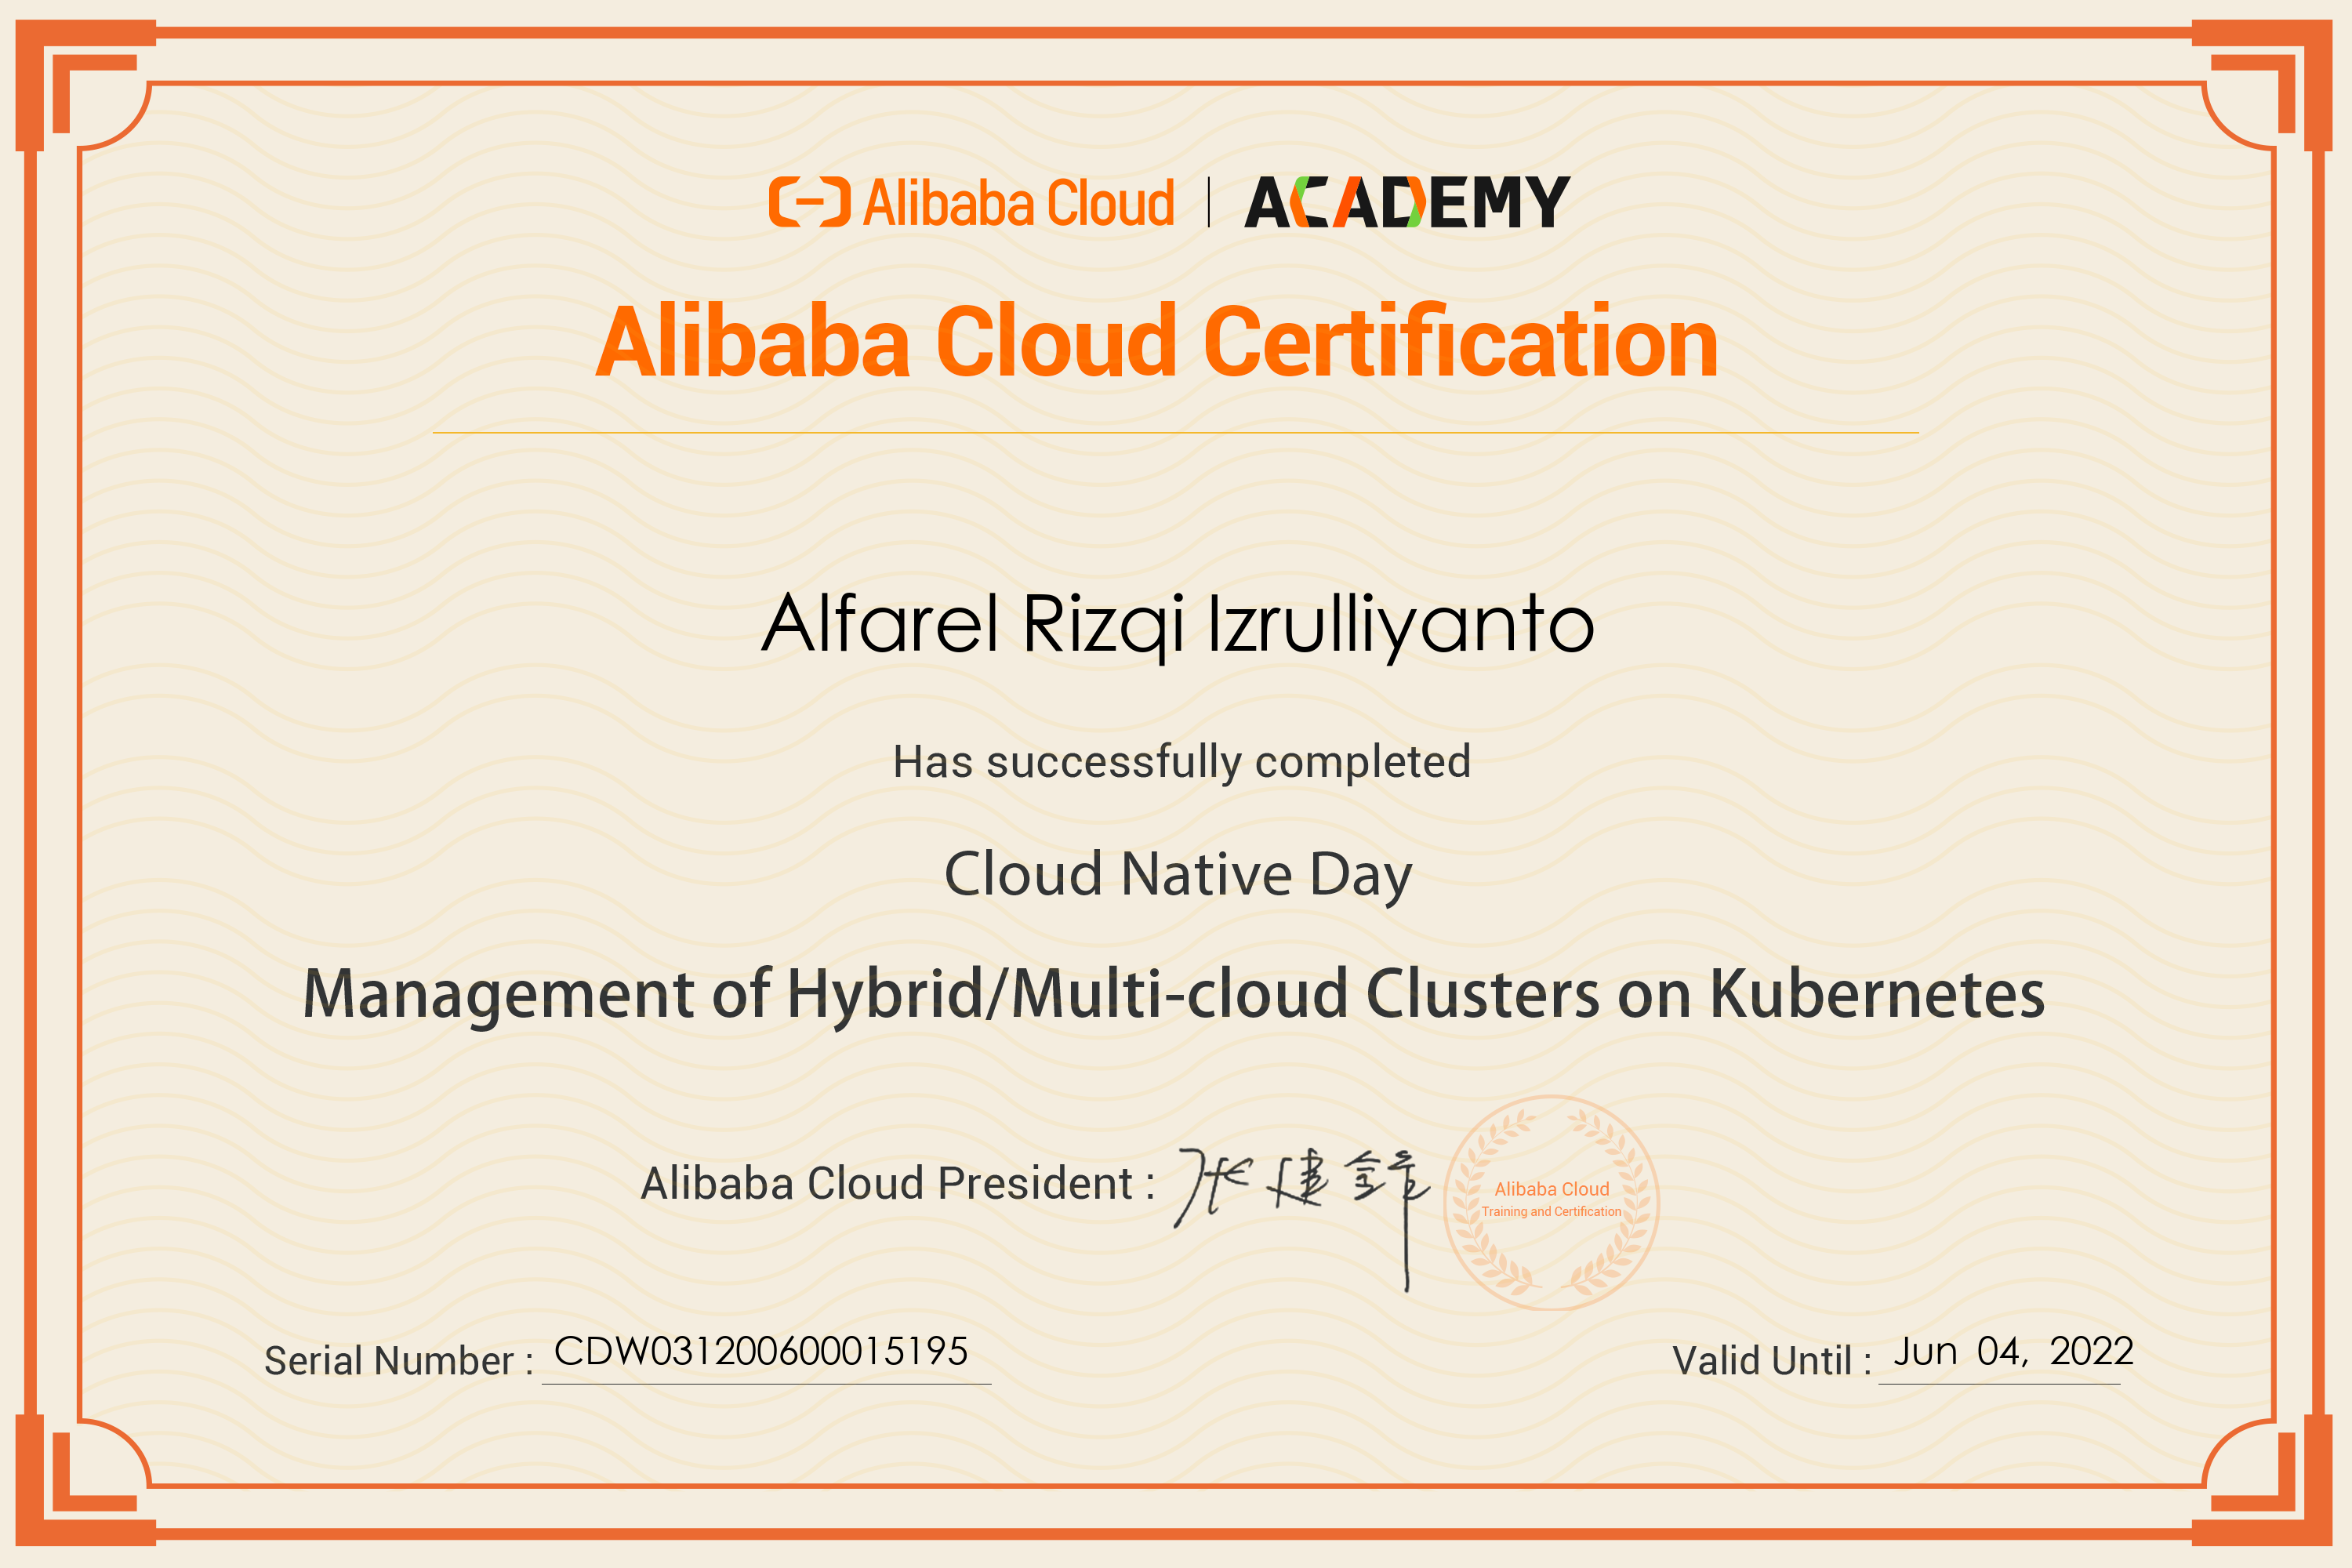 Alibaba Cloud | ACADEMY
Alibaba Cloud Certification
Alfarel Rizqi Izrulliyanto
Has successfully completed
Cloud Native Day
Management of Hybrid/Multi-cloud Clusters on Kubernetes
Alibaba Cloud President : 张建锋
Alibaba Cloud
Training and Certification
Serial Number : CDW031200600015195
Valid Until : Jun 04, 2022